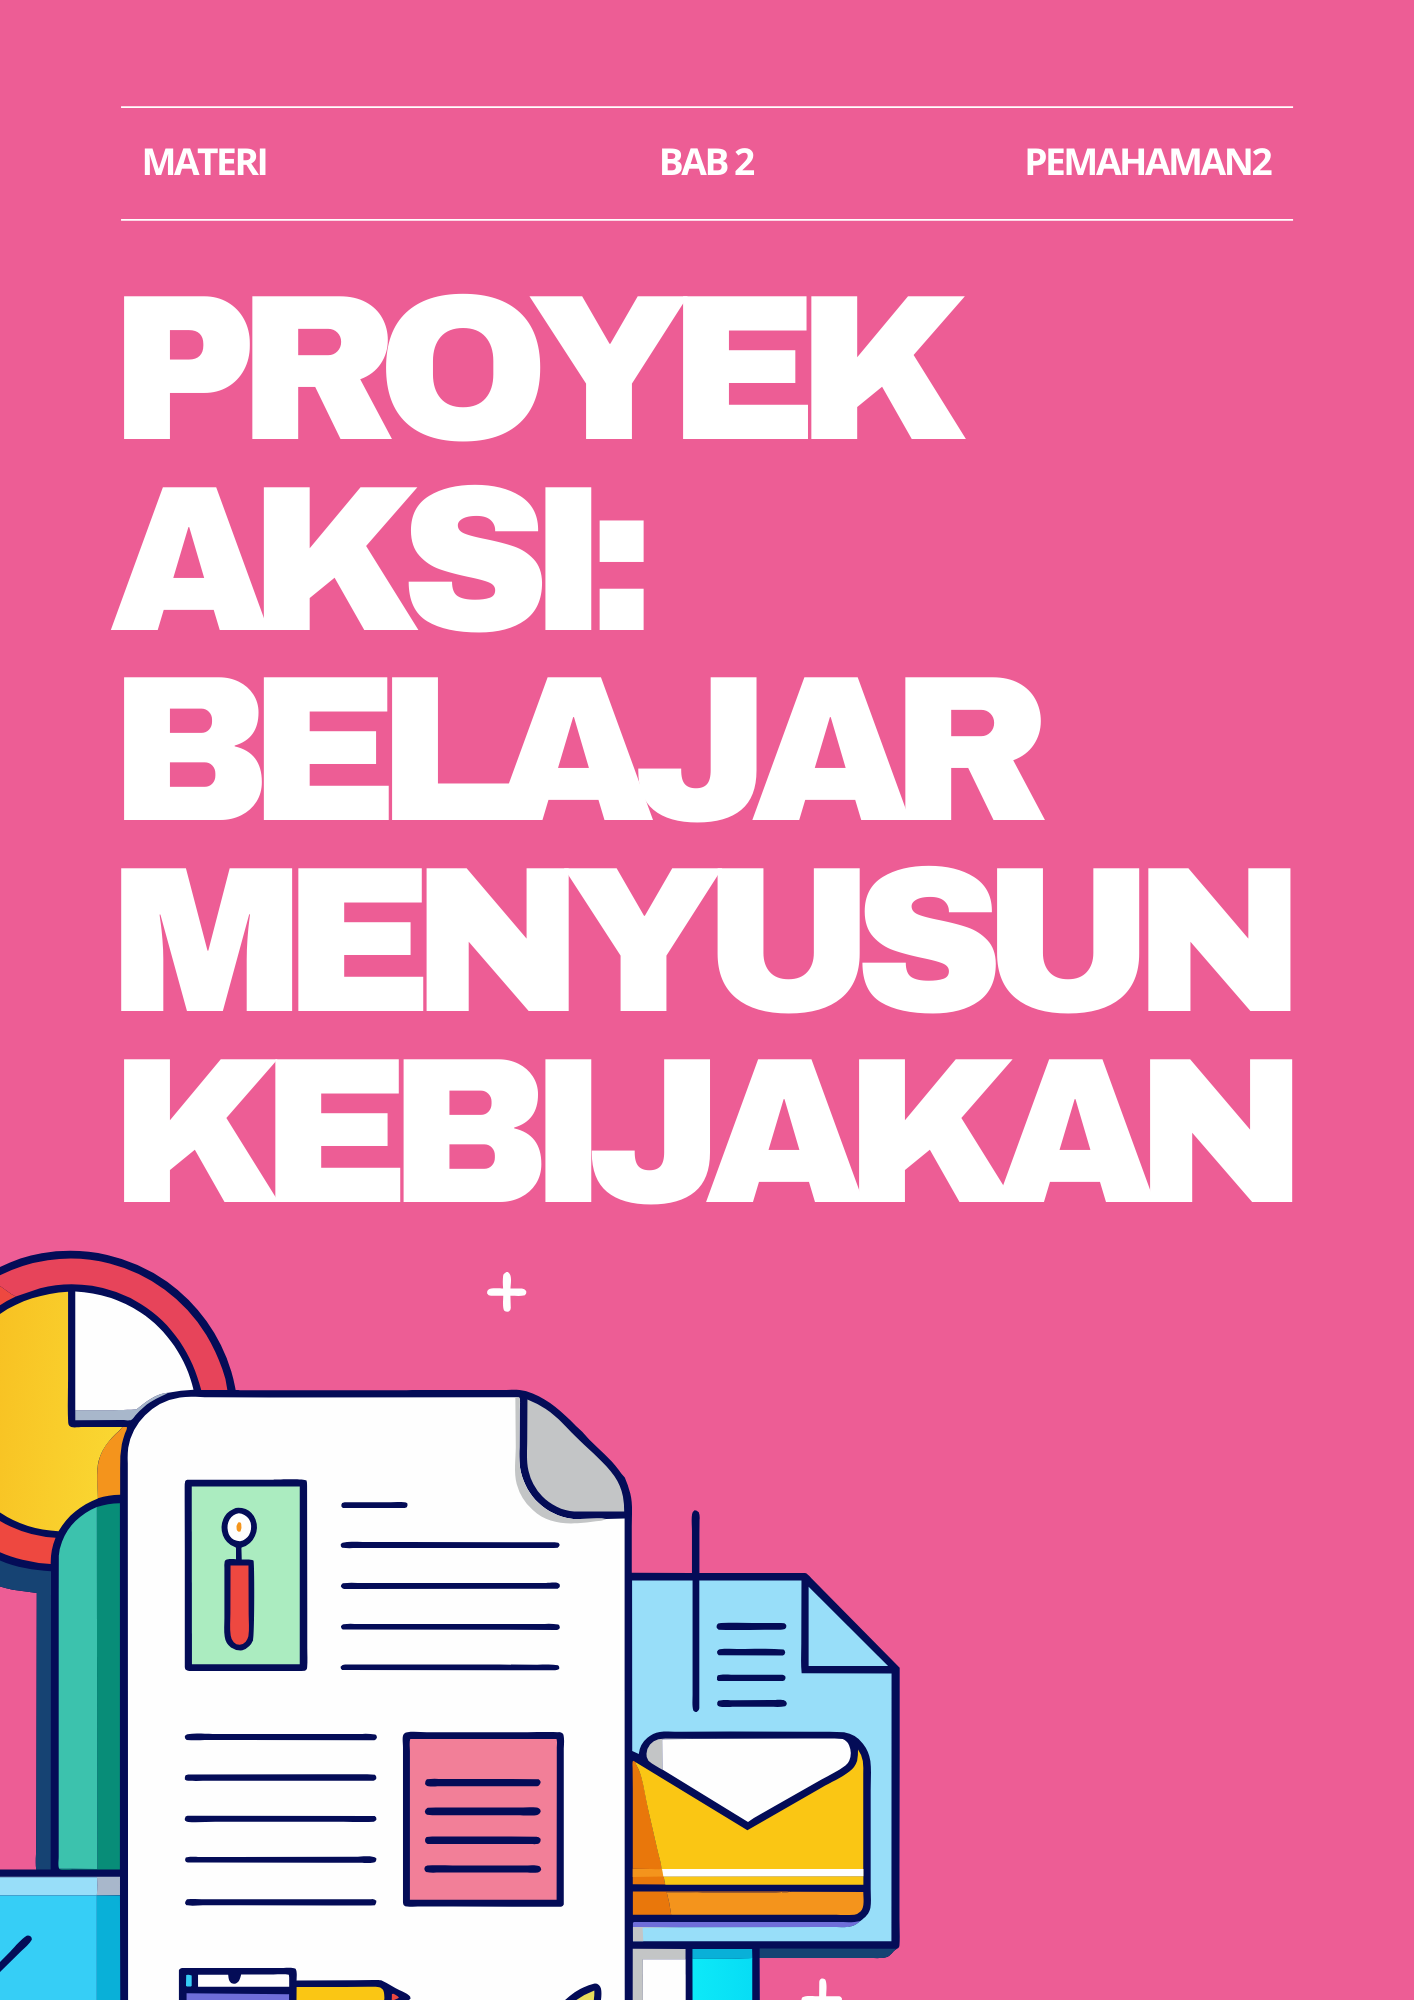 MATERI
BAB 2
PEMAHAMAN2
PROYEK
AKSI:
BELAJAR
MENYUSUN
KEBIJAKAN